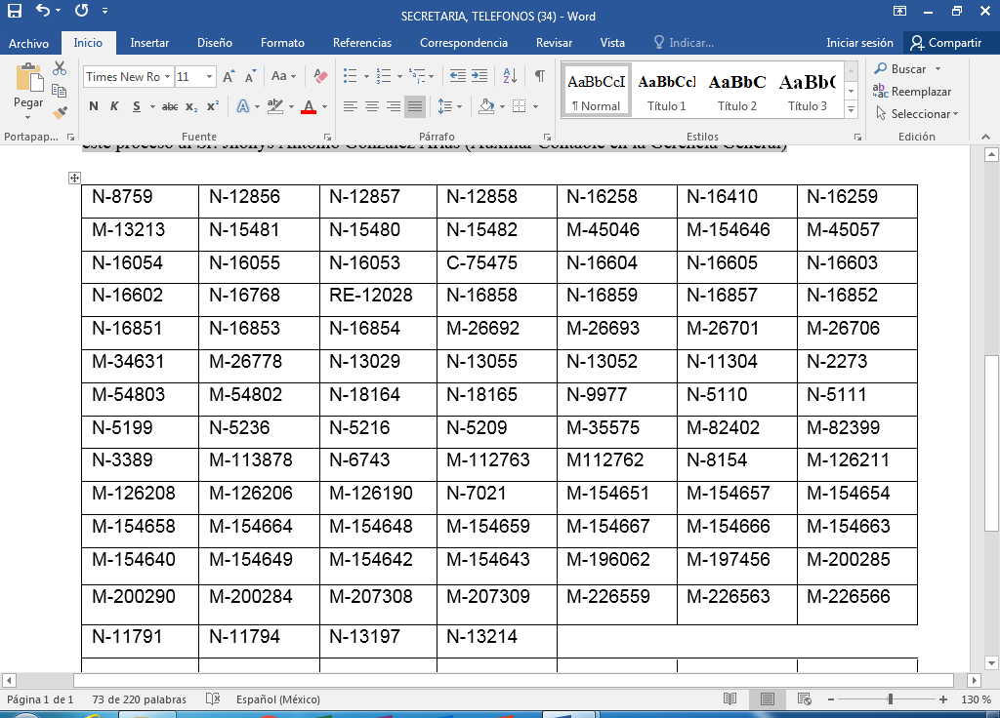 SECRETARIA, TELEFONOS (34) - Word
Archivo Inicio Insertar Diseño Formato Referencias Correspondencia Revisar Vista Indicar... Iniciar sesión Compartir
Pegar Times New Ro 11 A A Aa
N K S abc x₂ x² A ab A
AaBbCcI AaBbCcI AaBbC AaBb(
¶ Normal Título 1 Título 2 Título 3
Buscar
Reemplazar
Seleccionar
Portapap... Fuente Párrafo Estilos Edición
este proceso al Sr. Jhonys Antonio González Arias (Auxiliar Contable en la Gerencia General)
N-8759 N-12856 N-12857 N-12858 N-16258 N-16410 N-16259
M-13213 N-15481 N-15480 N-15482 M-45046 M-154646 M-45057
N-16054 N-16055 N-16053 C-75475 N-16604 N-16605 N-16603
N-16602 N-16768 RE-12028 N-16858 N-16859 N-16857 N-16852
N-16851 N-16853 N-16854 M-26692 M-26693 M-26701 M-26706
M-34631 M-26778 N-13029 N-13055 N-13052 N-11304 N-2273
M-54803 M-54802 N-18164 N-18165 N-9977 N-5110 N-5111
N-5199 N-5236 N-5216 N-5209 M-35575 M-82402 M-82399
N-3389 M-113878 N-6743 M-112763 M112762 N-8154 M-126211
M-126208 M-126206 M-126190 N-7021 M-154651 M-154657 M-154654
M-154658 M-154664 M-154648 M-154659 M-154667 M-154666 M-154663
M-154640 M-154649 M-154642 M-154643 M-196062 M-197456 M-200285
M-200290 M-200284 M-207308 M-207309 M-226559 M-226563 M-226566
N-11791 N-11794 N-13197 N-13214
Página 1 de 1 73 de 220 palabras Español (México) 130 %